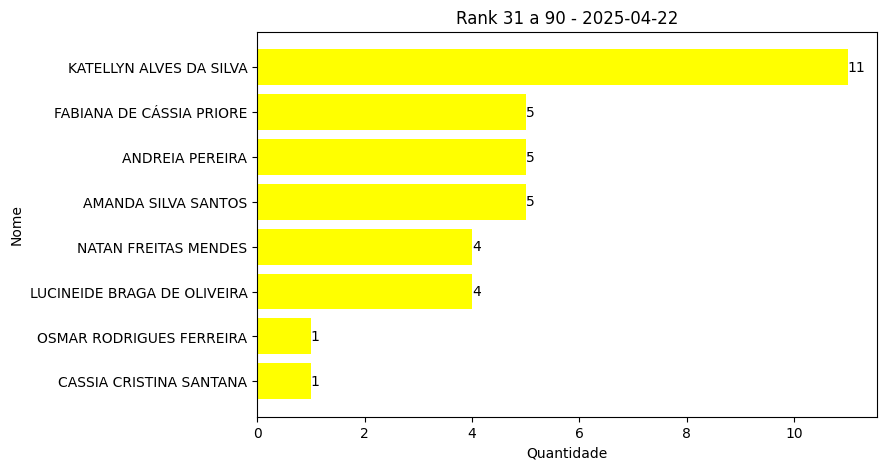 Rank 31 a 90 - 2025-04-22
KATELLYN ALVES DA SILVA 11
FABIANA DE CÁSSIA PRIORE 5
ANDREIA PEREIRA 5
AMANDA SILVA SANTOS 5
NATAN FREITAS MENDES 4
LUCINEIDE BRAGA DE OLIVEIRA 4
OSMAR RODRIGUES FERREIRA 1
CASSIA CRISTINA SANTANA 1
Nome
0 2 4 6 8 10
Quantidade